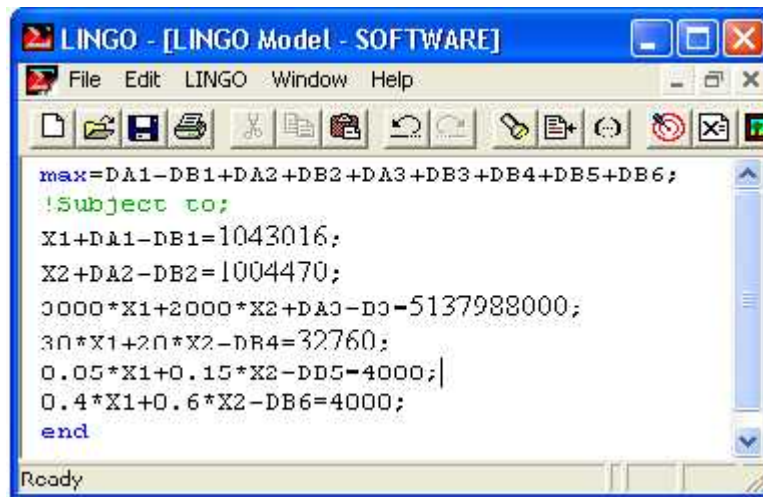 LINGO - [LINGO Model - SOFTWARE]
File Edit LINGO Window Help
max=DA1-DB1+DA2+DB2+DA3+DB3+DB4+DB5+DB6;
!Subject to;
X1+DA1-DB1=1043016;
X2+DA2-DB2=1004470;
3000*X1+2000*X2+DA3-D3=5137988000;
30*X1+20*X2-DB4=32760;
0.05*X1+0.15*X2-DB5=4000;
0.4*X1+0.6*X2-DB6=4000;
end
Ready